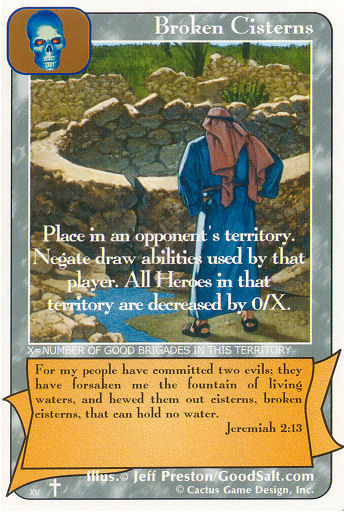 Broken Cisterns
Place in an opponent's territory.
Negate draw abilities used by that
player. All Heroes in that
territory are decreased by 0/X.
X=NUMBER OF GOOD BRIGADES IN THIS TERRITORY
For my people have committed two evils; they
have forsaken me the fountain of living
waters, and hewed them out cisterns, broken
cisterns, that can hold no water.
Jeremiah 2:13
Illus.© Jeff Preston/GoodSalt.com
XV © Cactus Game Design, Inc.